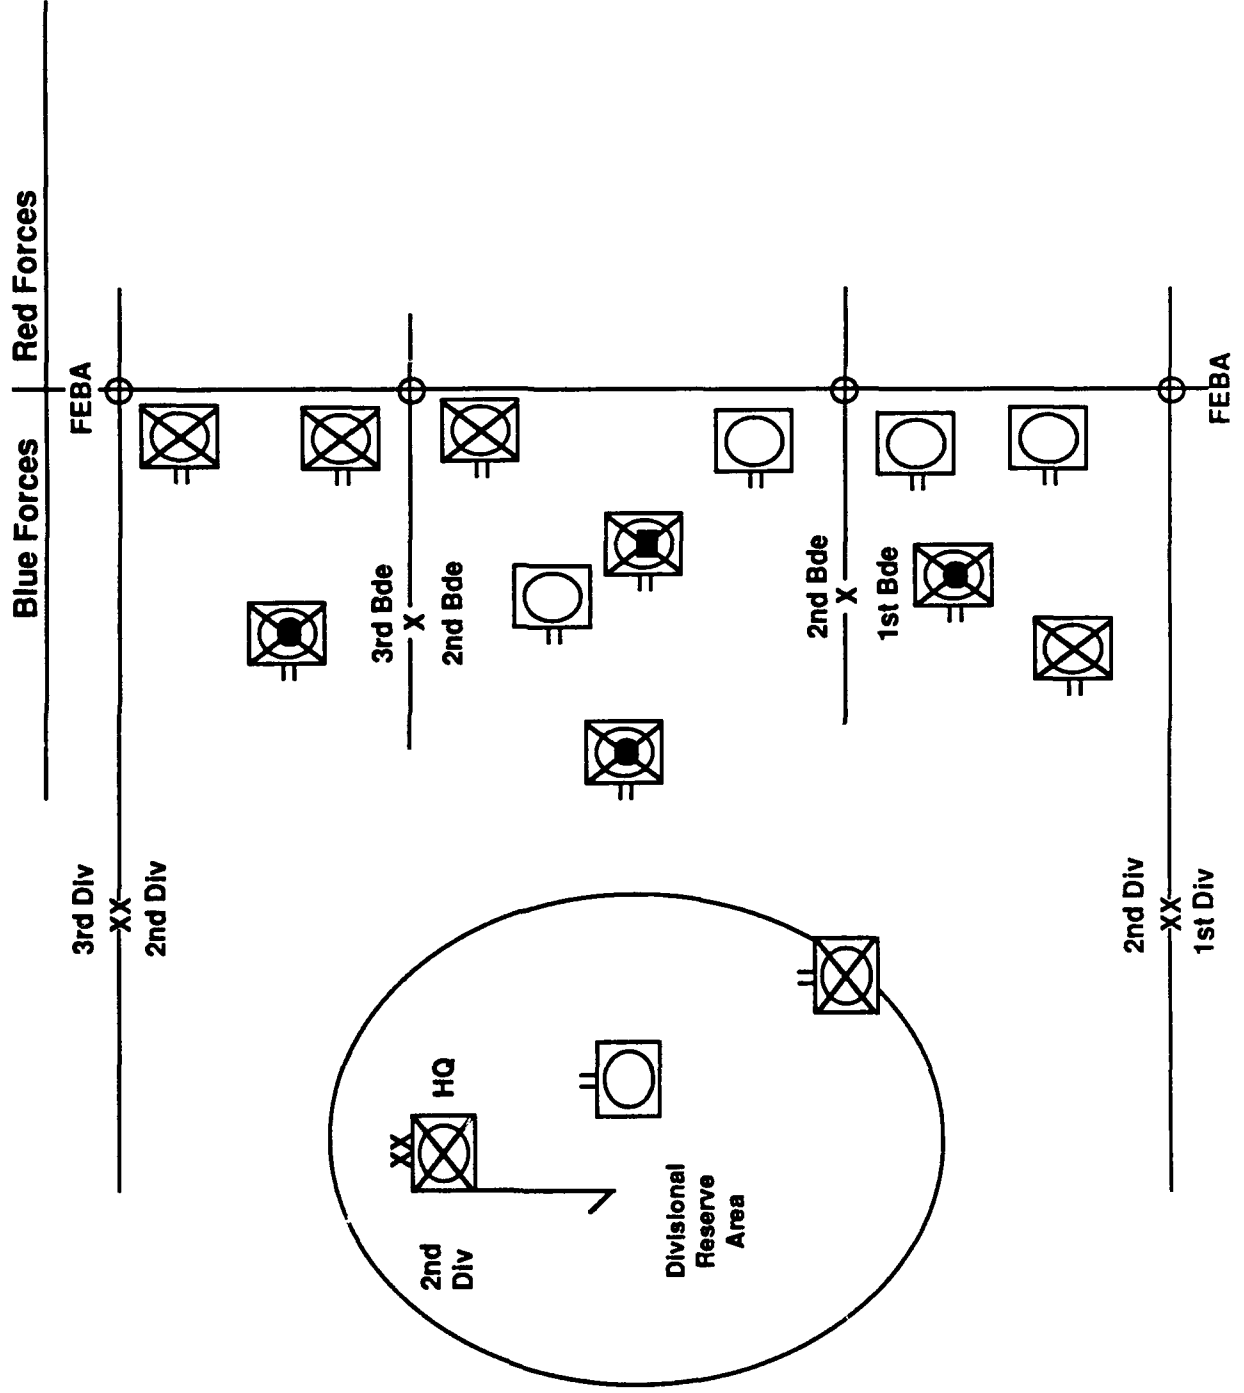 Blue Forces
Red Forces
FEBA
3rd Div
XX
2nd Div
3rd Bde
X
2nd Bde
2nd Bde
X
1st Bde
2nd Div
XX
1st Div
FEBA
XX
HQ
2nd
Div
Divisional
Reserve
Area